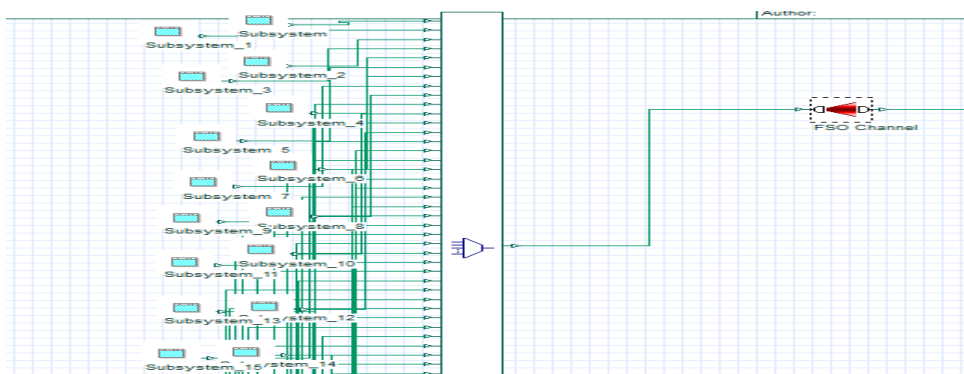 Author:
Subsystem
Subsystem_1
Subsystem_2
Subsystem_3
Subsystem_4
FSO Channel
Subsystem_5
Subsystem_6
Subsystem_7
Subsystem_8
Subsystem_9
Subsystem_10
Subsystem_11
Subsystem_12
Subsystem_13
Subsystem_14
Subsystem_15